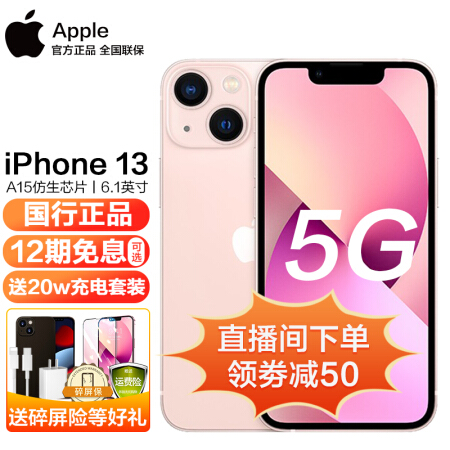 Apple
官方正品 全国联保
iPhone 13
A15仿生芯片 | 6.1英寸
国行正品
12期免息 可选
送20w充电套装
5G
直播间下单
领券减50
碎屏保
运费险
送碎屏险等好礼